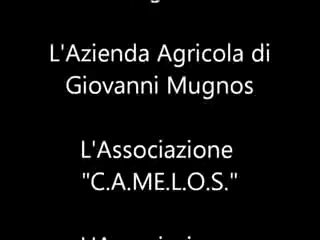 L'Azienda Agricola di
Giovanni Mugnos
L'Associazione
"C.A.ME.L.O.S."